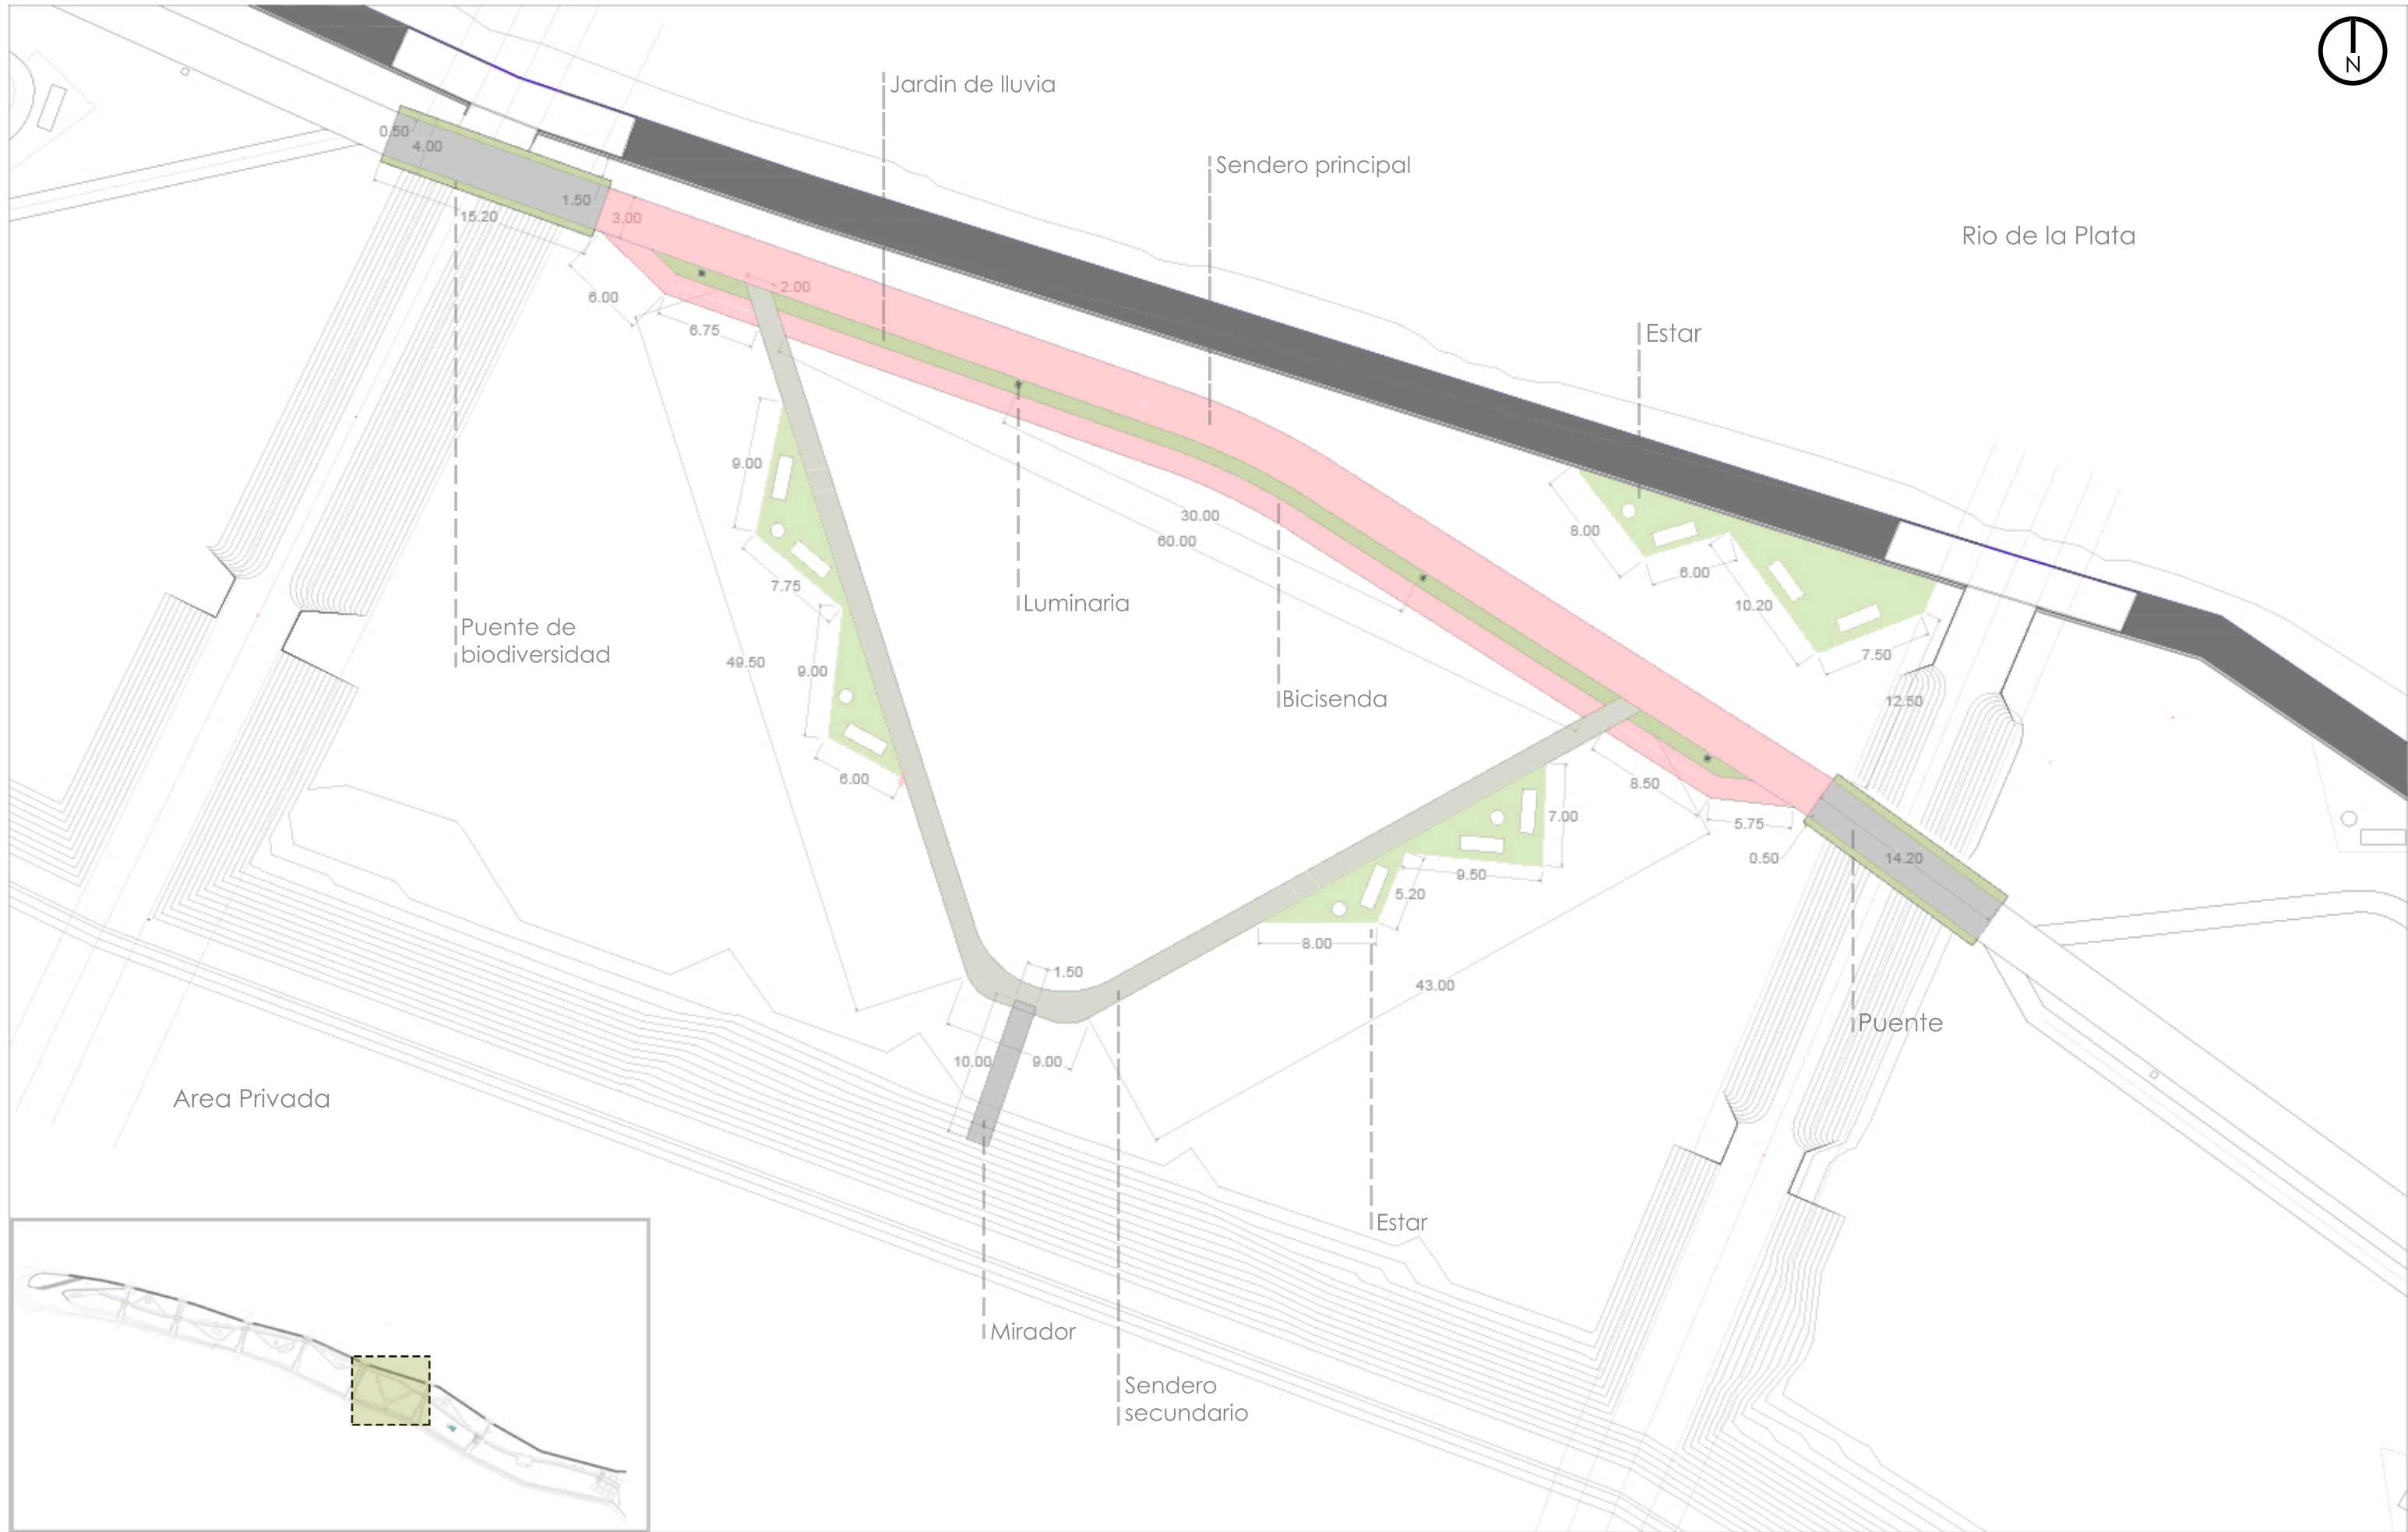 N
Jardin de lluvia
0.50
4.00
Sendero principal
1.50
15.20
3.00
Rio de la Plata
2.00
6.00
6.75
Estar
9.00
30.00
60.00
8.00
6.00
7.75
Luminaria
10.20
Puente de
biodiversidad
49.50
9.00
7.50
Bicisenda
12.50
6.00
8.50
7.00
5.75
0.50
14.20
9.50
5.20
8.00
1.50
43.00
Puente
10.00
9.00
Area Privada
Estar
Mirador
Sendero
secundario